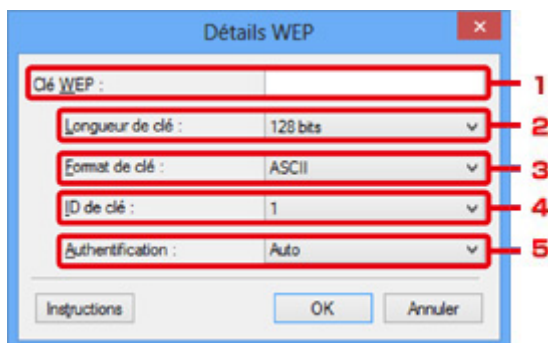 Détails WEP
Clé WEP : 1
Longueur de clé : 128 bits 2
Format de clé : ASCII 3
ID de clé : 1 4
Authentification : Auto 5
Instructions OK Annuler